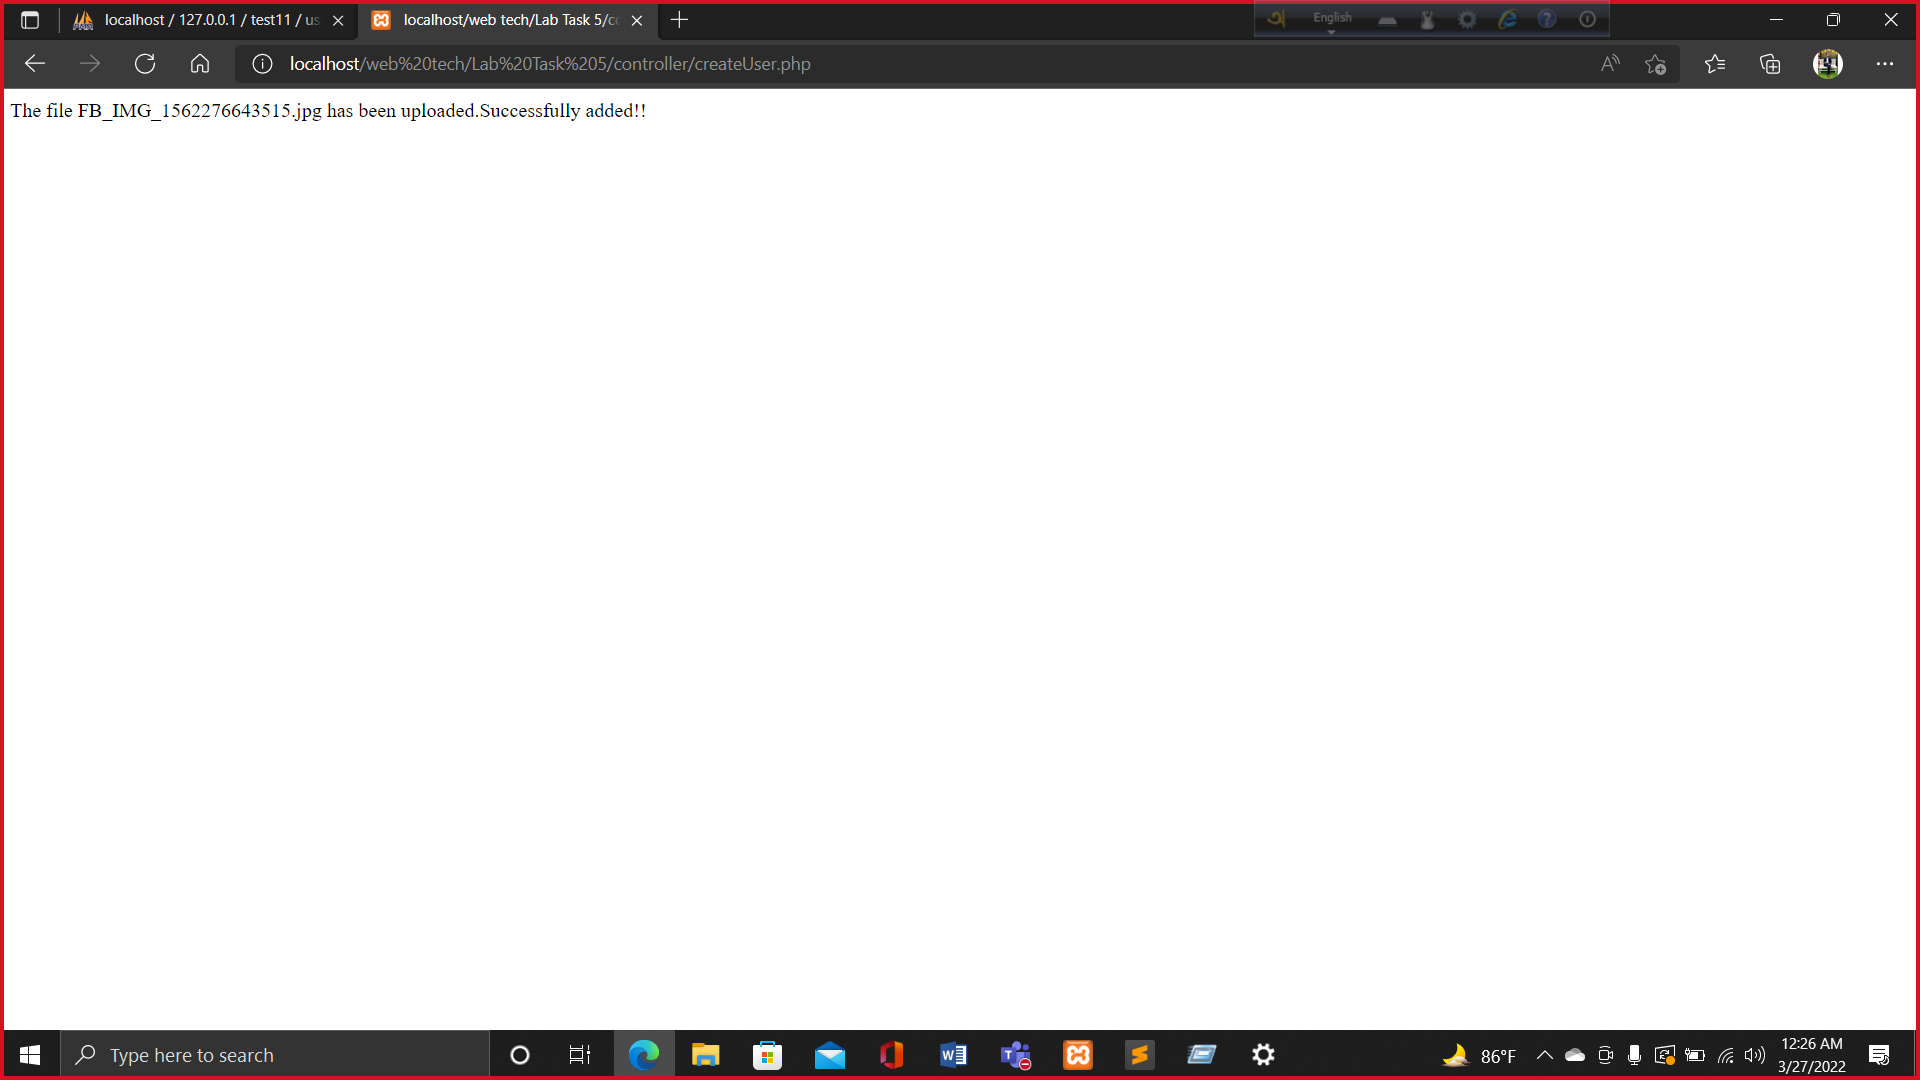 localhost / 127.0.0.1 / test11 / us
localhost/web tech/Lab Task 5/co
English
localhost/web%20tech/Lab%20Task%205/controller/createUser.php
The file FB_IMG_1562276643515.jpg has been uploaded.Successfully added!!
Type here to search
86°F
12:26 AM
3/27/2022